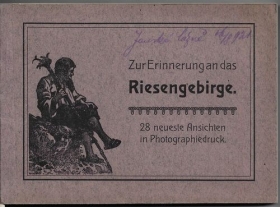 Zur Erinnerung an das
Riesengebirge.
28 neueste Ansichten
in Photographiedruck.